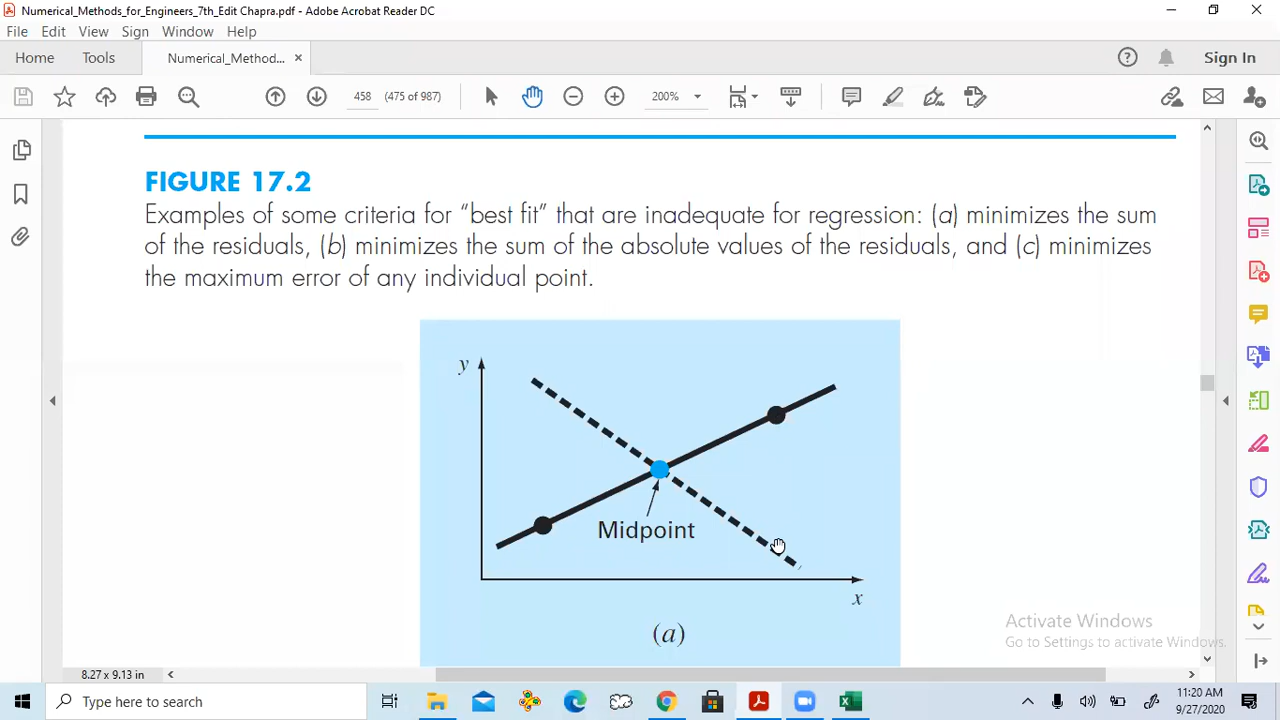 Numerical_Methods_for_Engineers_7th_Edit Chapra.pdf - Adobe Acrobat Reader DC
File Edit View Sign Window Help
Home Tools Numerical_Method... × Sign In
458 (475 of 987) 200%
FIGURE 17.2
Examples of some criteria for “best fit” that are inadequate for regression: (a) minimizes the sum
of the residuals, (b) minimizes the sum of the absolute values of the residuals, and (c) minimizes
the maximum error of any individual point.
y
Midpoint
x
(a)
Activate Windows
Go to Settings to activate Windows.
8.27 x 9.13 in
Type here to search
11:20 AM
9/27/2020